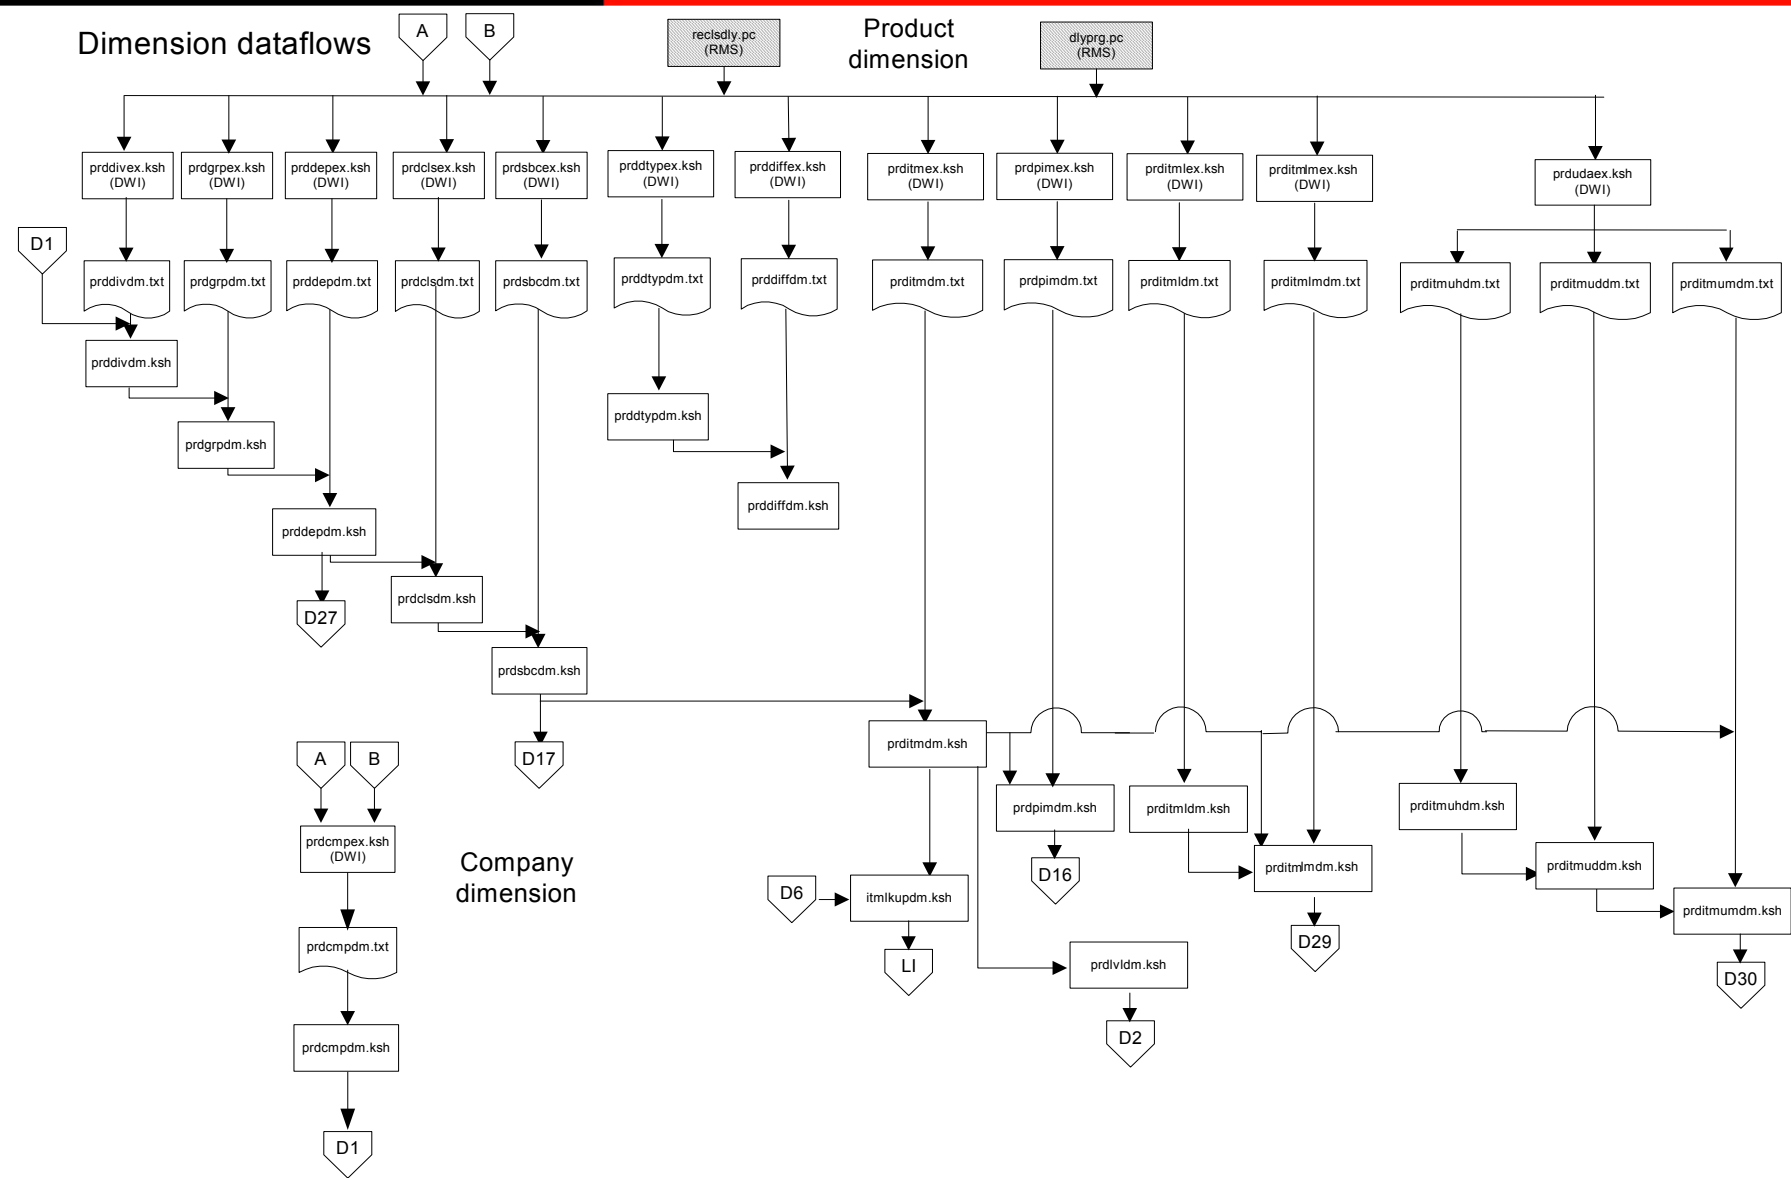 Dimension dataflows
A
B
reclsdly.pc
(RMS)
Product
dimension
dlyprg.pc
(RMS)
prddivex.ksh
(DWI)
prdgrpex.ksh
(DWI)
prddepex.ksh
(DWI)
prdclsex.ksh
(DWI)
prdsbcex.ksh
(DWI)
prddtypex.ksh
(DWI)
prddiffex.ksh
(DWI)
prditmex.ksh
(DWI)
prdpimex.ksh
(DWI)
prditmlex.ksh
(DWI)
prditmlmex.ksh
(DWI)
prdudaex.ksh
(DWI)
D1
prddivdm.txt
prdgrpdm.txt
prddepdm.txt
prdclsdm.txt
prdsbcdm.txt
prddtypdm.txt
prddiffdm.txt
prditmdm.txt
prdpimdm.txt
prditmldm.txt
prditmlmdm.txt
prditmuhdm.txt
prditmuddm.txt
prditmumdm.txt
prddivdm.ksh
prddtypdm.ksh
prdgrpdm.ksh
prddiffdm.ksh
prddepdm.ksh
prdclsdm.ksh
D27
prdsbcdm.ksh
prditmdm.ksh
A
B
D17
prdpimdm.ksh
prditmldm.ksh
prditmuhdm.ksh
prdcmpex.ksh
(DWI)
Company
dimension
prditmlmdm.ksh
prditmuddm.ksh
D16
D6
itmlkupdm.ksh
prditmumdm.ksh
prdcmpdm.txt
D29
LI
prdlvldm.ksh
D30
D2
prdcmpdm.ksh
D1